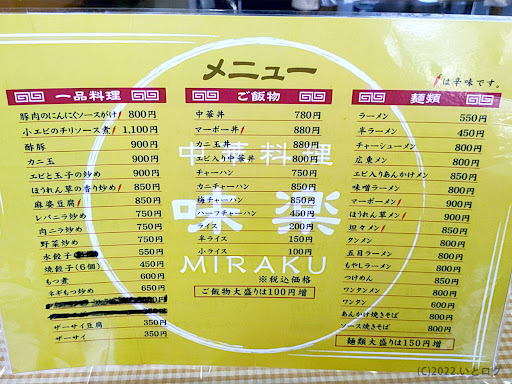 メニュー
は辛味です。
一品料理
豚肉のにんにくソースがけ 800円
小エビのチリソース煮 1,100円
酢豚 900円
カニ玉 900円
エビと玉子の炒め 900円
ほうれん草の香り炒め 850円
麻婆豆腐 850円
レバニラ炒め 750円
肉ニラ炒め 750円
野菜炒め 750円
水餃子 550円
焼餃子(6個) 450円
もつ煮 600円
ネギもつ炒め 650円
ザーサイ豆腐 350円
ザーサイ 350円
ご飯物
中華丼 780円
マーボー丼 880円
カニ玉丼 880円
エビ入り中華丼 880円
チャーハン 750円
カニチャーハン 850円
梅チャーハン 850円
ハーフチャーハン 450円
ライス 200円
半ライス 150円
小ライス 100円
※税込価格
ご飯物大盛りは100円増
麺類
ラーメン 550円
半ラーメン 450円
チャーシューメン 800円
広東メン 800円
エビ入りあんかけメン 850円
味噌ラーメン 800円
マーボーメン 900円
ほうれん草メン 850円
坦々メン 850円
タンメン 800円
五目ラーメン 800円
もやしラーメン 800円
つけめん 850円
ワンタンメン 800円
ワンタン 600円
あんかけ焼きそば 800円
ソース焼きそば 800円
麺類大盛りは150円増
中華料理
味楽
MIRAKU
(C)2022.いとログ